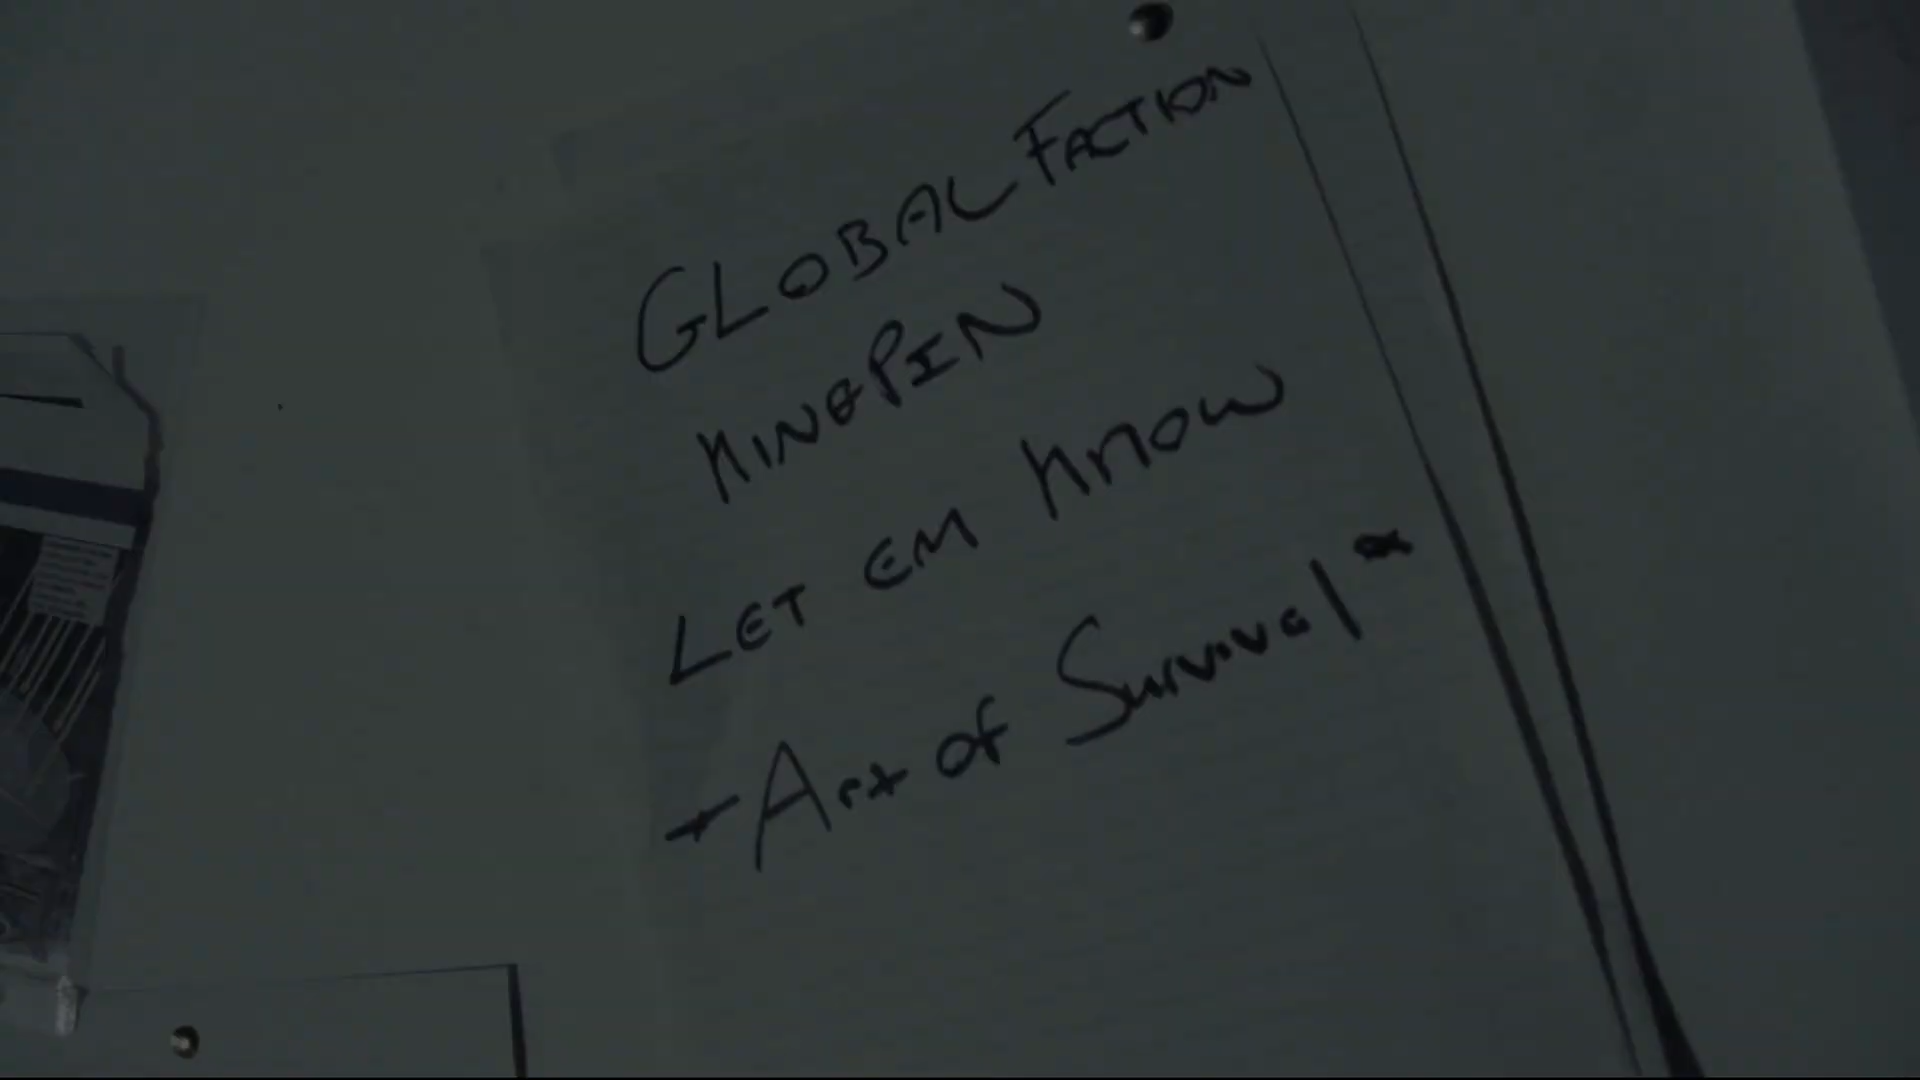 GLOBAL FACTION
KINGPIN
LET EM KNOW
- Art of Survival -